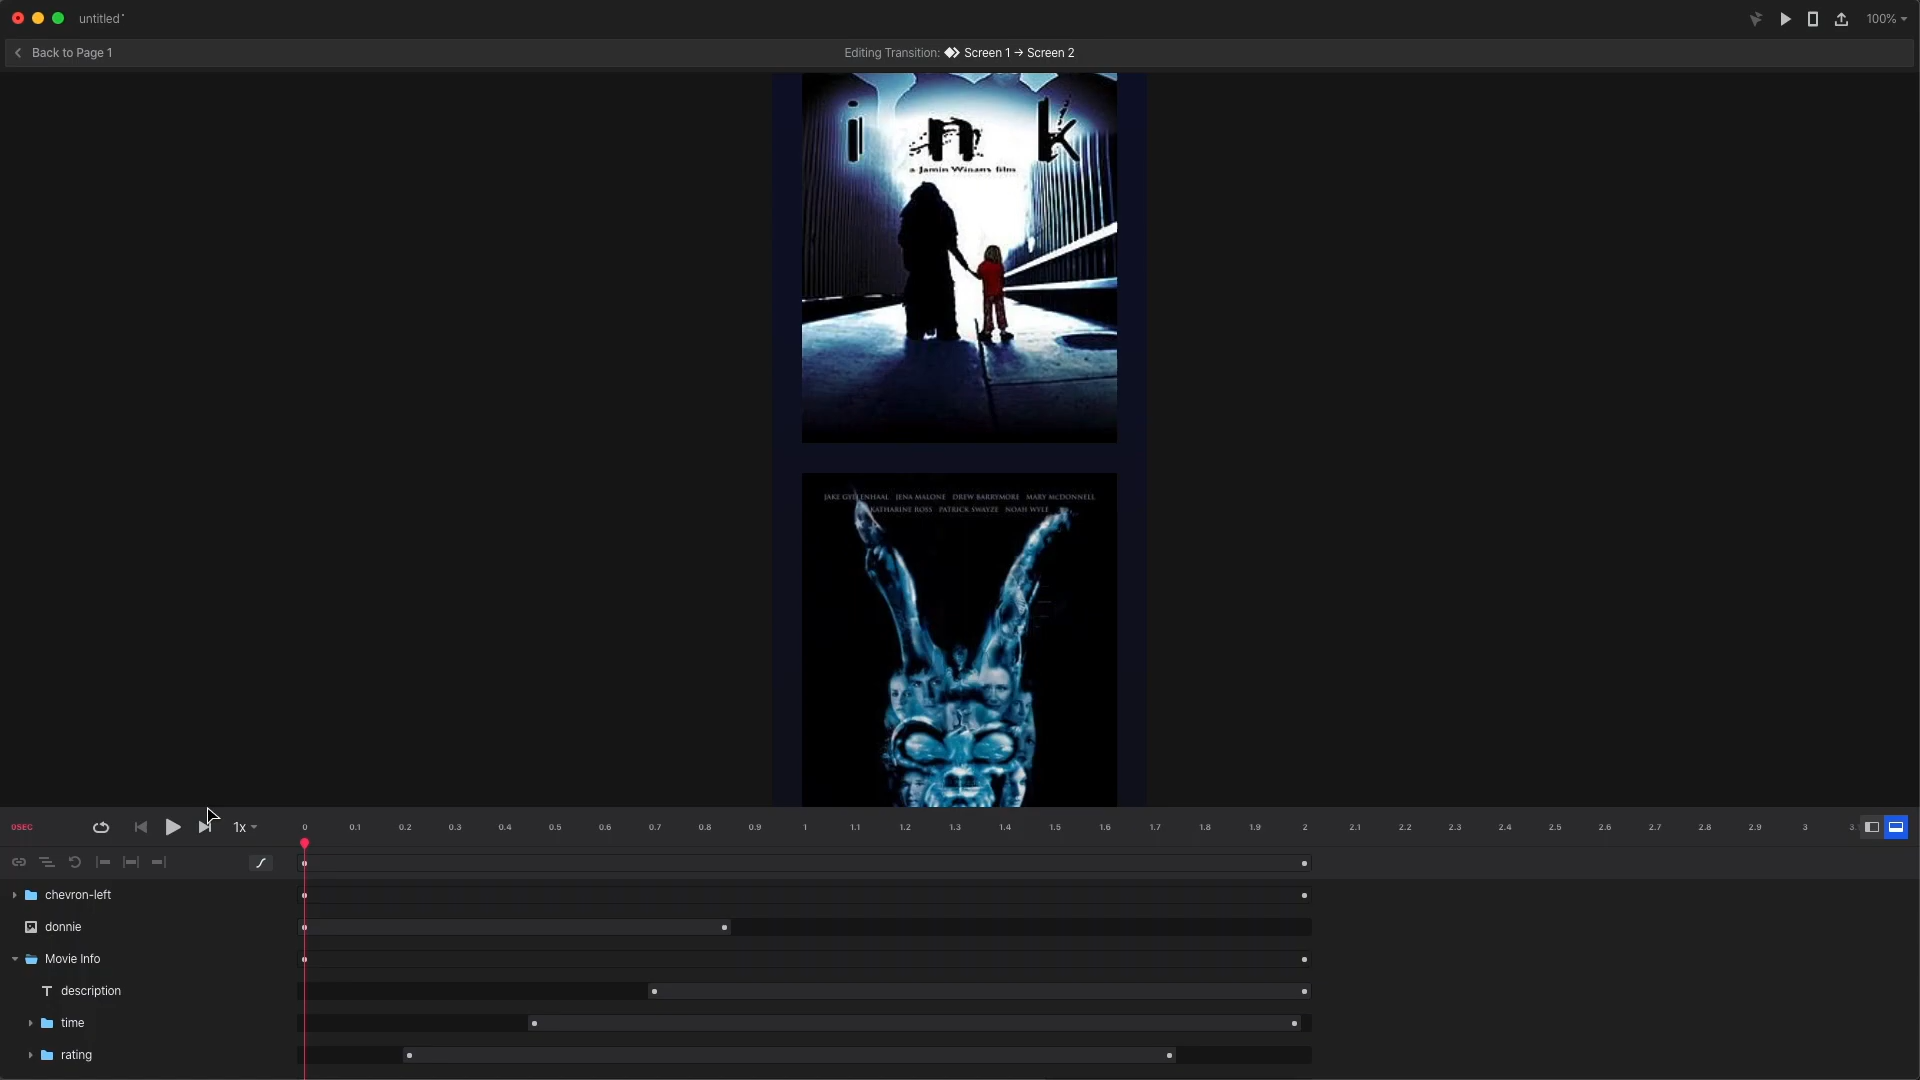 untitled*
100%
Back to Page 1
Editing Transition: Screen 1 → Screen 2
ink
a Jamin Winans film
JAKE GYLLENHAAL JENA MALONE DREW BARRYMORE MARY McDONNELL
KATHARINE ROSS PATRICK SWAYZE NOAH WYLE
0SEC
1x
0 0.1 0.2 0.3 0.4 0.5 0.6 0.7 0.8 0.9 1 1.1 1.2 1.3 1.4 1.5 1.6 1.7 1.8 1.9 2 2.1 2.2 2.3 2.4 2.5 2.6 2.7 2.8 2.9 3
chevron-left
donnie
Movie Info
description
time
rating